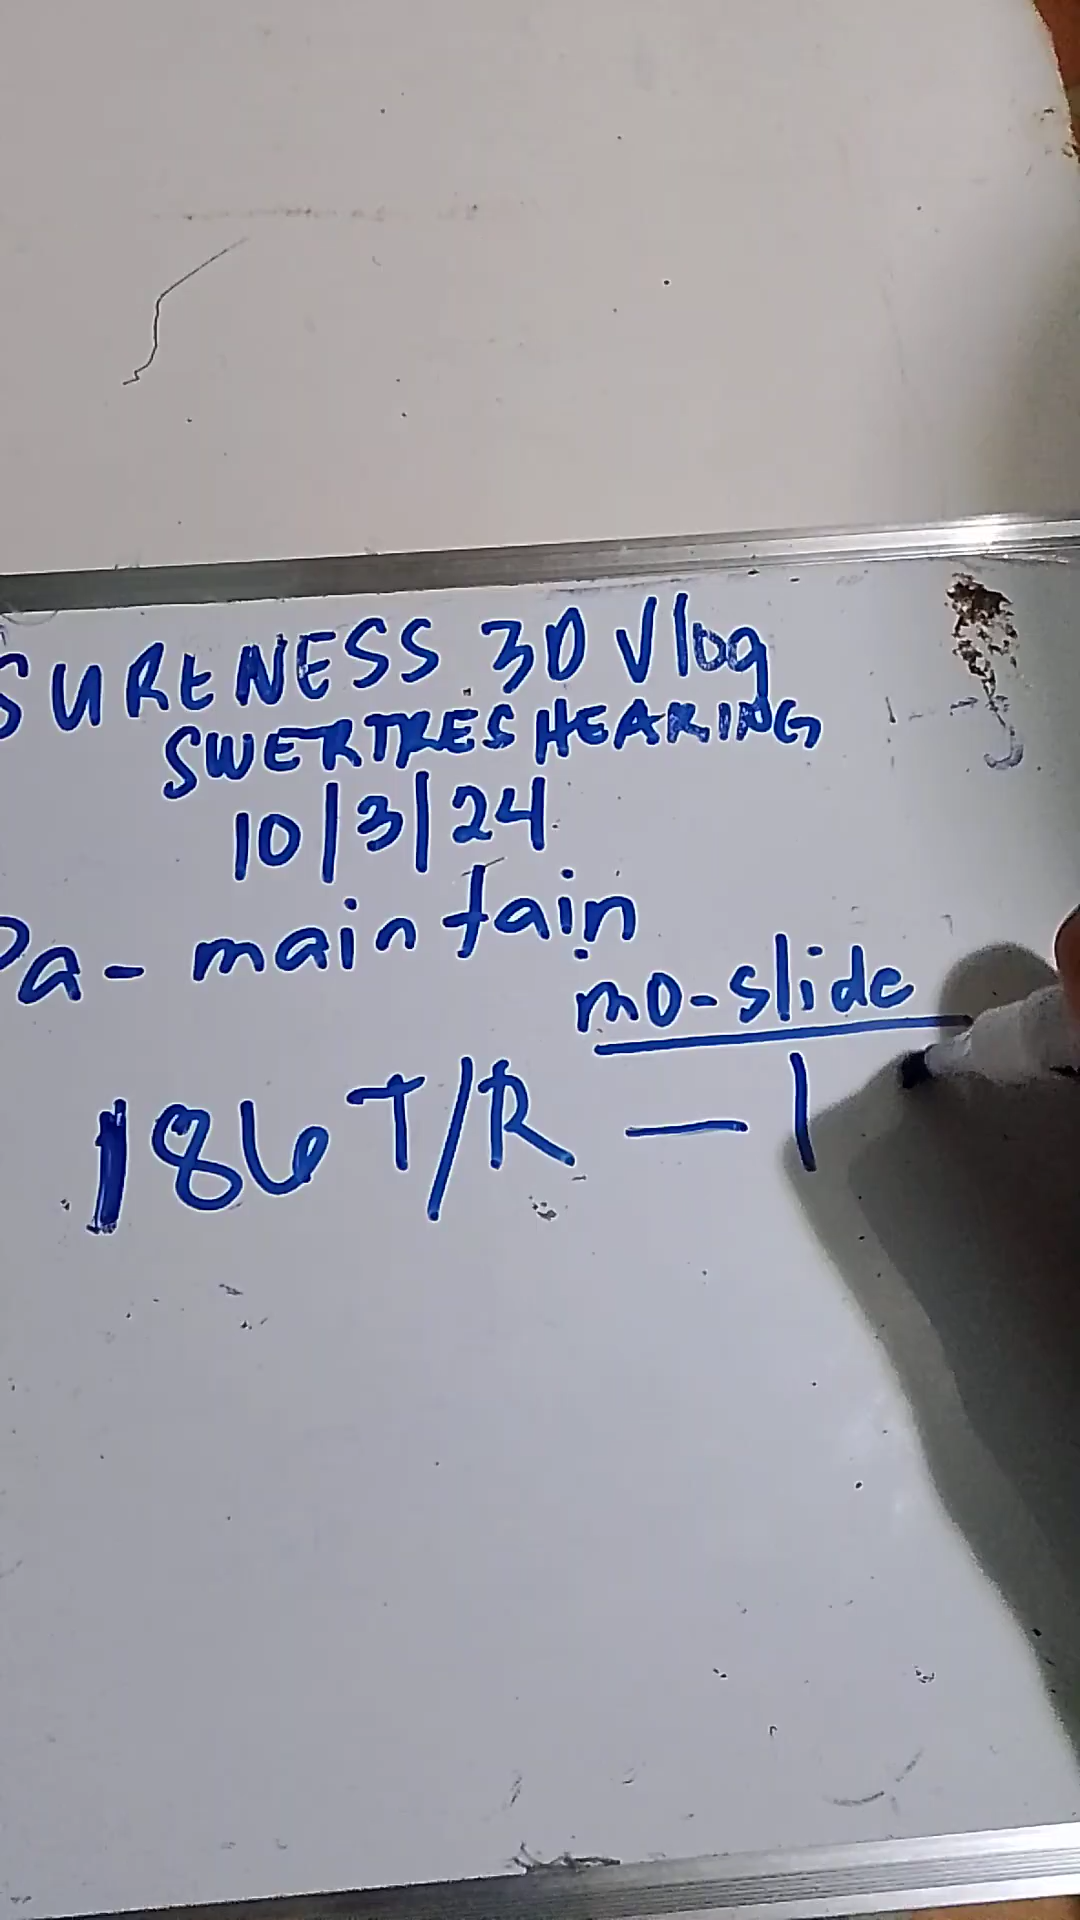 SURENESS 3D Vlog
SWERTRES HEARING
10/3/24
Pa-maintain
mo-slide
186 T/R — 1